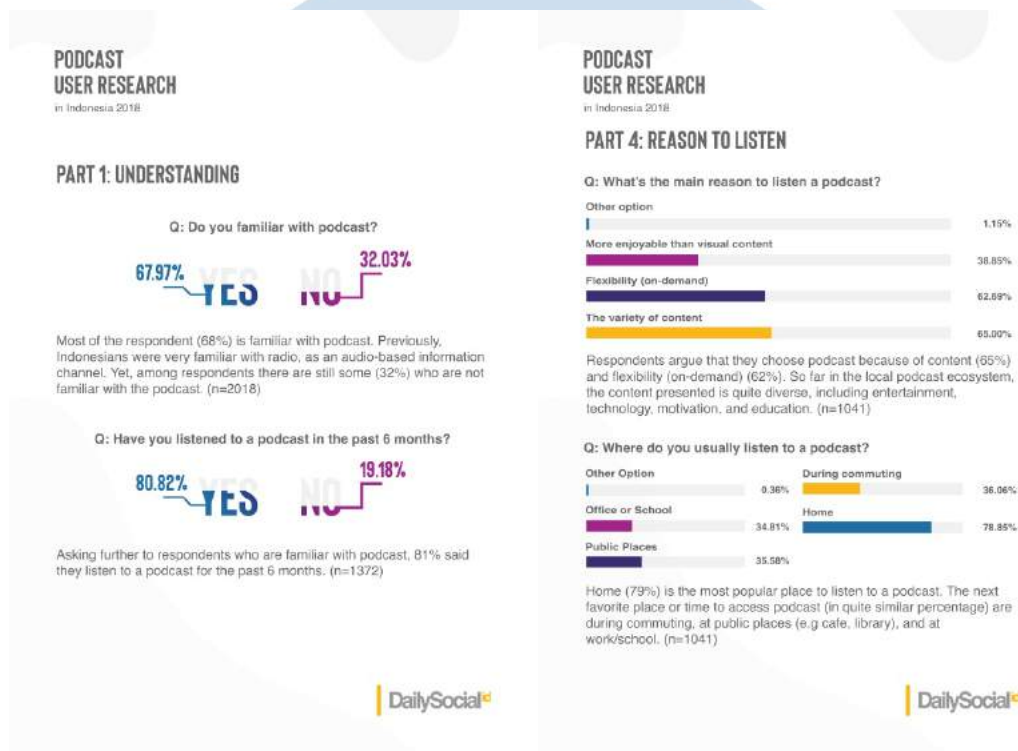 PODCAST
USER RESEARCH
in Indonesia 2018
PART 1: UNDERSTANDING
Q: Do you familiar with podcast?
67.97% YES NO 32.03%
Most of the respondent (68%) is familiar with podcast. Previously,
Indonesians were very familiar with radio, as an audio-based information
channel. Yet, among respondents there are still some (32%) who are not
familiar with the podcast. (n=2018)
Q: Have you listened to a podcast in the past 6 months?
80.82% YES NO 19.18%
Asking further to respondents who are familiar with podcast, 81% said
they listen to a podcast for the past 6 months. (n=1372)
DailySocial id
PODCAST
USER RESEARCH
in Indonesia 2018
PART 4: REASON TO LISTEN
Q: What's the main reason to listen a podcast?
Other option
1.15%
More enjoyable than visual content
38.85%
Flexibility (on-demand)
62.69%
The variety of content
65.00%
Respondents argue that they choose podcast because of content (65%)
and flexibility (on-demand) (62%). So far in the local podcast ecosystem,
the content presented is quite diverse, including entertainment,
technology, motivation, and education. (n=1041)
Q: Where do you usually listen to a podcast?
Other Option
0.36%
Office or School
34.81%
Public Places
35.58%
During commuting
36.06%
Home
78.85%
Home (79%) is the most popular place to listen to a podcast. The next
favorite place or time to access podcast (in quite similar percentage) are
during commuting, at public places (e.g cafe, library), and at
work/school. (n=1041)
DailySocial